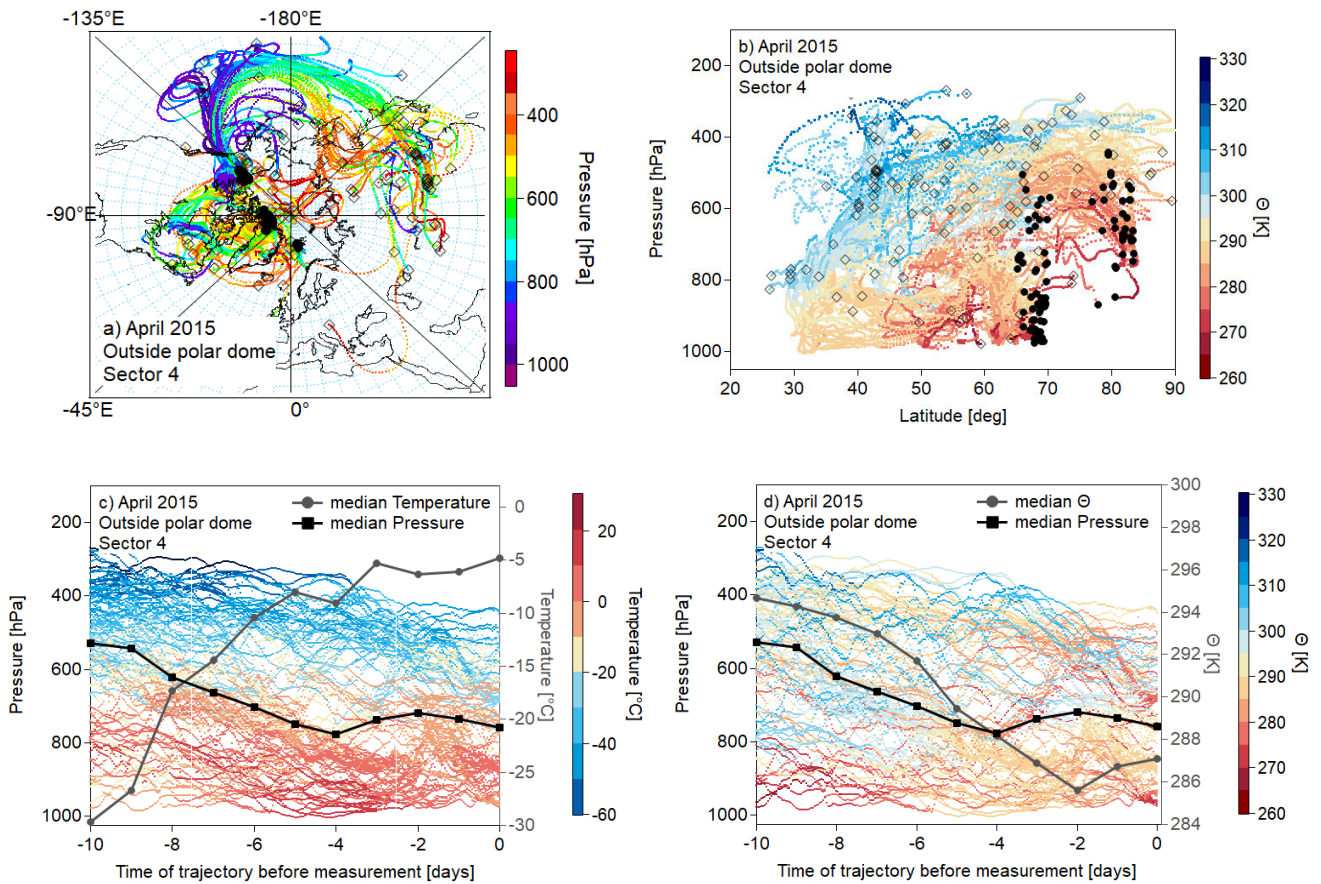 -135°E
-180°E
-90°E
a) April 2015
Outside polar dome
Sector 4
-45°E
0°
400
600
800
1000
Pressure [hPa]
b) April 2015
Outside polar dome
Sector 4
200
400
600
800
1000
Pressure [hPa]
20 30 40 50 60 70 80 90
Latitude [deg]
330
320
310
300
290
280
270
260
Θ [K]
c) April 2015
Outside polar dome
Sector 4
median Temperature
median Pressure
200
400
600
800
1000
Pressure [hPa]
-10 -8 -6 -4 -2 0
Time of trajectory before measurement [days]
0
-5
-10
-15
-20
-25
-30
Temperature [°C]
20
0
-20
-40
-60
Temperature [°C]
d) April 2015
Outside polar dome
Sector 4
median Θ
median Pressure
200
400
600
800
1000
Pressure [hPa]
-10 -8 -6 -4 -2 0
Time of trajectory before measurement [days]
300
298
296
294
292
290
288
286
284
Θ [K]
330
320
310
300
290
280
270
260
Θ [K]